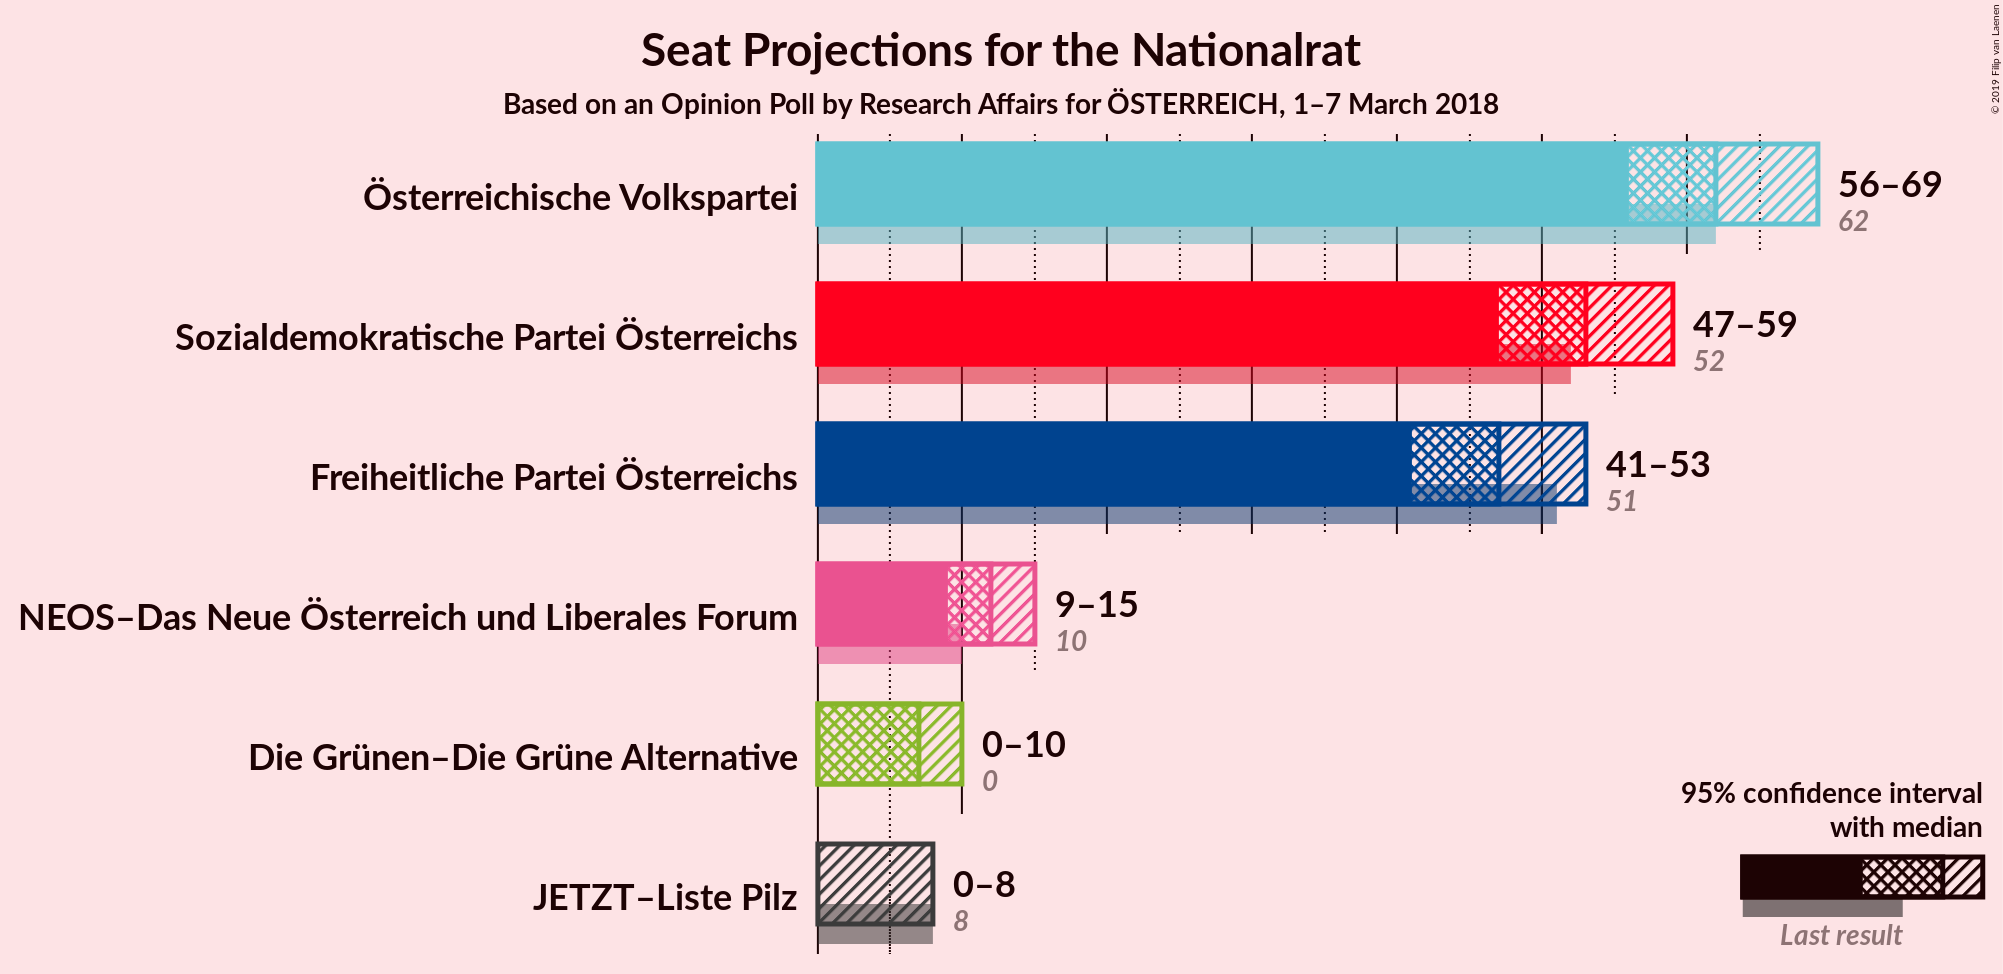 Seat Projections for the Nationalrat
Based on an Opinion Poll by Research Affairs for ÖSTERREICH, 1–7 March 2018
© 2019 Filip van Laenen
Österreichische Volkspartei
56–69
62
Sozialdemokratische Partei Österreichs
47–59
52
Freiheitliche Partei Österreichs
41–53
51
NEOS–Das Neue Österreich und Liberales Forum
9–15
10
Die Grünen–Die Grüne Alternative
0–10
0
JETZT–Liste Pilz
0–8
8
95% confidence interval
with median
Last result